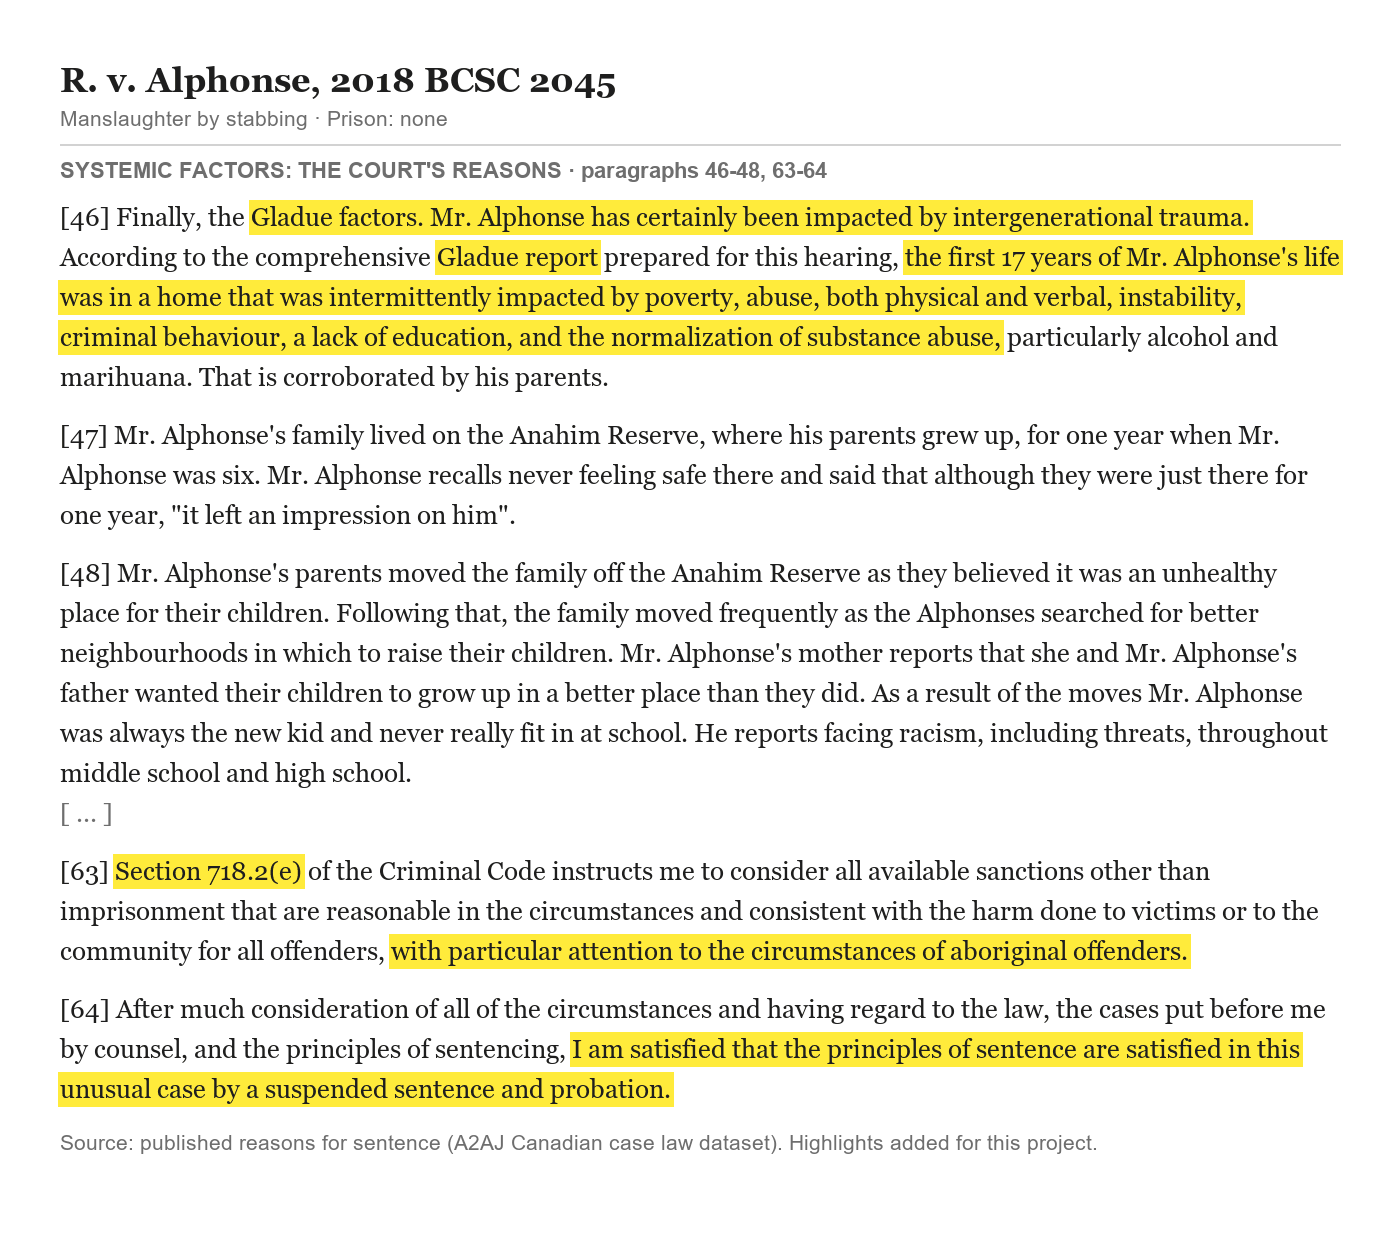 R. v. Alphonse, 2018 BCSC 2045
Manslaughter by stabbing · Prison: none
SYSTEMIC FACTORS: THE COURT'S REASONS · paragraphs 46-48, 63-64
[46] Finally, the Gladue factors. Mr. Alphonse has certainly been impacted by intergenerational trauma.
According to the comprehensive Gladue report prepared for this hearing, the first 17 years of Mr. Alphonse's life
was in a home that was intermittently impacted by poverty, abuse, both physical and verbal, instability,
criminal behaviour, a lack of education, and the normalization of substance abuse, particularly alcohol and
marihuana. That is corroborated by his parents.
[47] Mr. Alphonse's family lived on the Anahim Reserve, where his parents grew up, for one year when Mr.
Alphonse was six. Mr. Alphonse recalls never feeling safe there and said that although they were just there for
one year, "it left an impression on him".
[48] Mr. Alphonse's parents moved the family off the Anahim Reserve as they believed it was an unhealthy
place for their children. Following that, the family moved frequently as the Alphonses searched for better
neighbourhoods in which to raise their children. Mr. Alphonse's mother reports that she and Mr. Alphonse's
father wanted their children to grow up in a better place than they did. As a result of the moves Mr. Alphonse
was always the new kid and never really fit in at school. He reports facing racism, including threats, throughout
middle school and high school.
[ ... ]
[63] Section 718.2(e) of the Criminal Code instructs me to consider all available sanctions other than
imprisonment that are reasonable in the circumstances and consistent with the harm done to victims or to the
community for all offenders, with particular attention to the circumstances of aboriginal offenders.
[64] After much consideration of all of the circumstances and having regard to the law, the cases put before me
by counsel, and the principles of sentencing, I am satisfied that the principles of sentence are satisfied in this
unusual case by a suspended sentence and probation.
Source: published reasons for sentence (A2AJ Canadian case law dataset). Highlights added for this project.